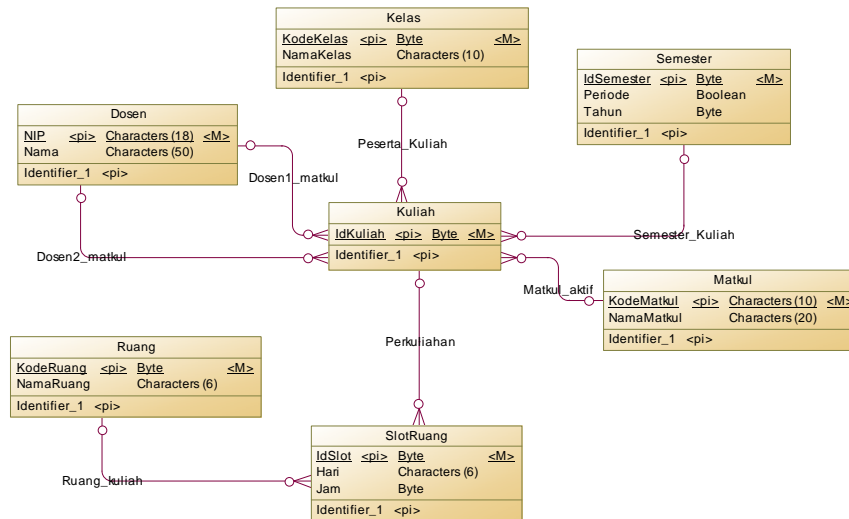 Kelas
KodeKelas <pi> Byte <M>
NamaKelas Characters (10)
Identifier_1 <pi>
Semester
IdSemester <pi> Byte <M>
Periode Boolean
Tahun Byte
Identifier_1 <pi>
Dosen
NIP <pi> Characters (18) <M>
Nama Characters (50)
Identifier_1 <pi>
Peserta_Kuliah
Dosen1_matkul
Kuliah
IdKuliah <pi> Byte <M>
Identifier_1 <pi>
Semester_Kuliah
Dosen2_matkul
Matkul
KodeMatkul <pi> Characters (10) <M>
NamaMatkul Characters (20)
Identifier_1 <pi>
Matkul_aktif
Perkuliahan
Ruang
KodeRuang <pi> Byte <M>
NamaRuang Characters (6)
Identifier_1 <pi>
Ruang_kuliah
SlotRuang
IdSlot <pi> Byte <M>
Hari Characters (6)
Jam Byte
Identifier_1 <pi>